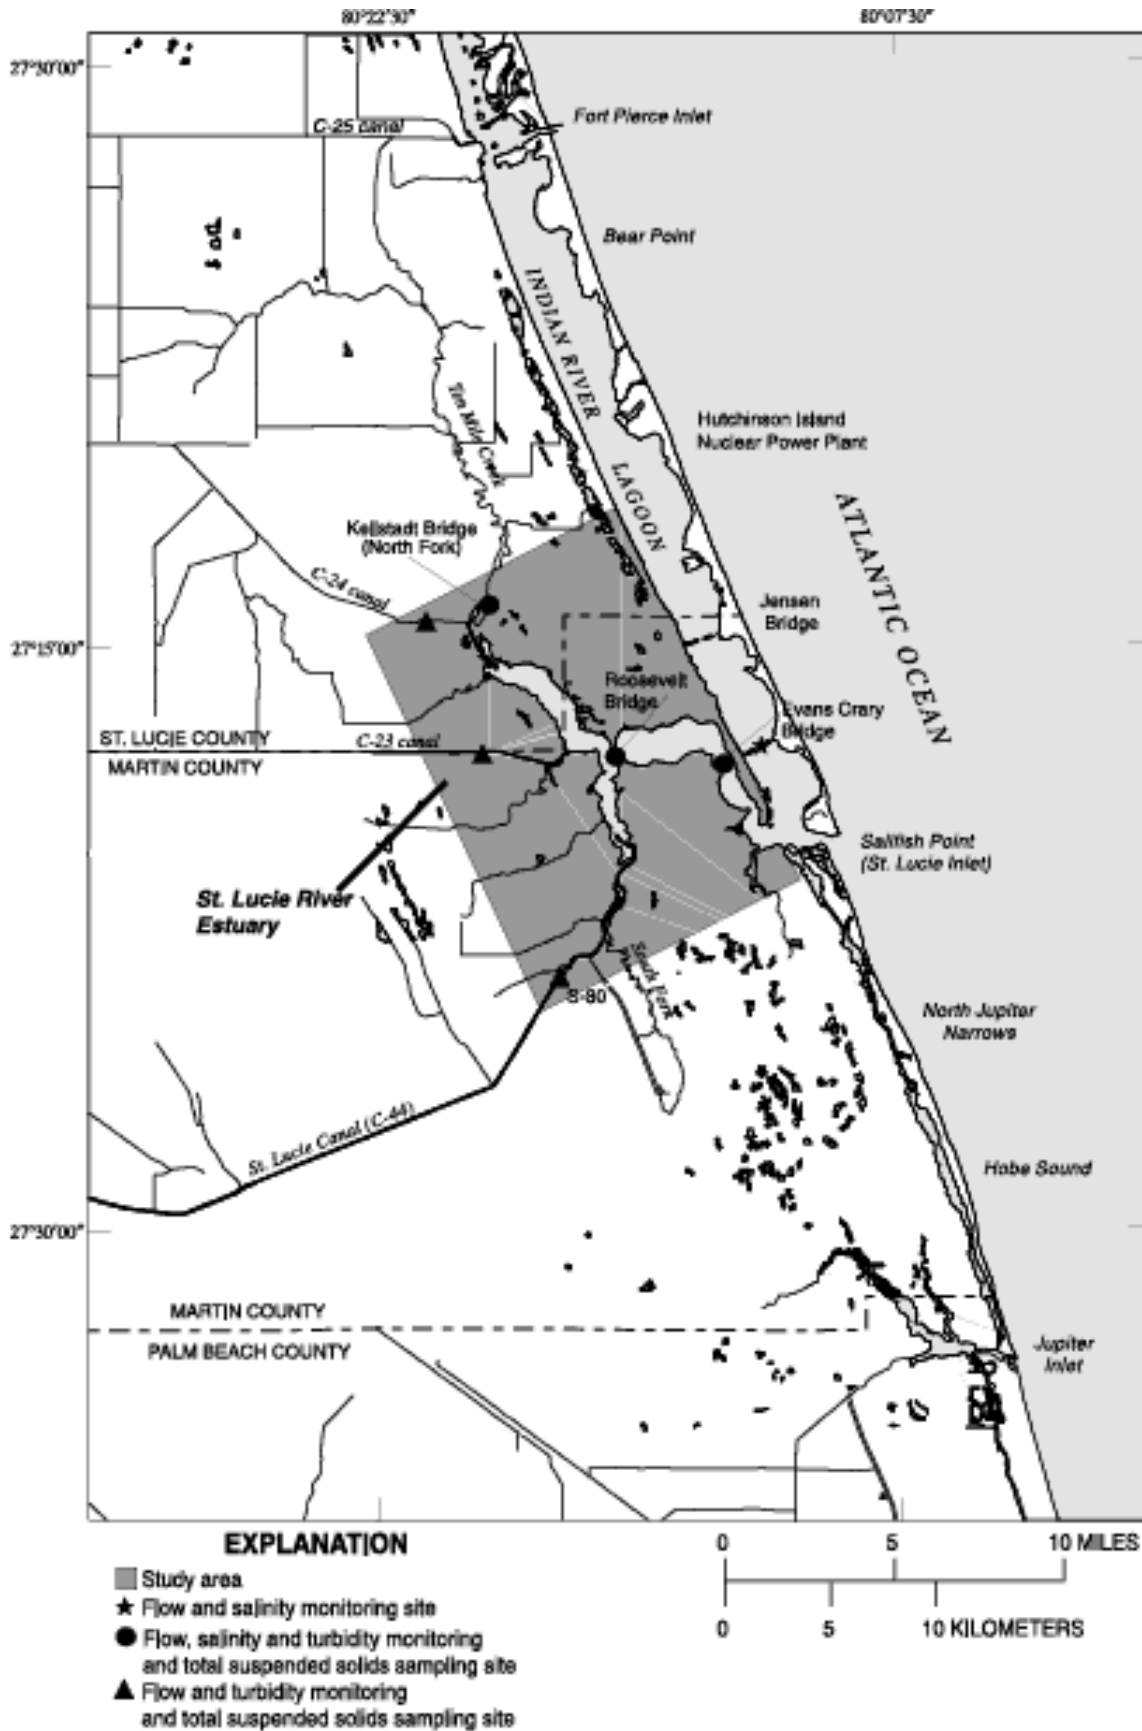 80°22'30"
80°07'30"
27°30'00"
C-25 canal
Fort Pierce Inlet
Bear Point
INDIAN RIVER
LAGOON
Ten Mile Creek
Hutchinson Island
Nuclear Power Plant
ATLANTIC OCEAN
Kellstadt Bridge
(North Fork)
C-24 canal
Jensen
Bridge
27°15'00"
Roosevelt
Bridge
Evans Crary
Bridge
ST. LUCIE COUNTY
C-23 canal
MARTIN COUNTY
Sailfish Point
(St. Lucie Inlet)
St. Lucie River
Estuary
South Fork
S-80
North Jupiter
Narrows
St. Lucie Canal (C-44)
Hobe Sound
27°30'00"
MARTIN COUNTY
PALM BEACH COUNTY
Jupiter
Inlet
EXPLANATION
Study area
Flow and salinity monitoring site
Flow, salinity and turbidity monitoring
and total suspended solids sampling site
Flow and turbidity monitoring
and total suspended solids sampling site
0 5 10 MILES
0 5 10 KILOMETERS